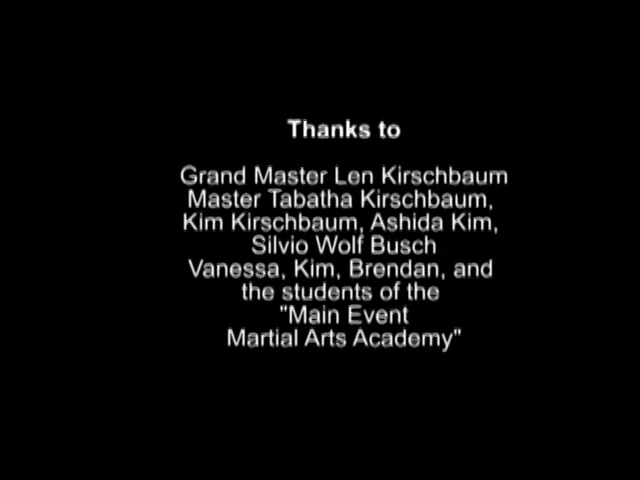 Thanks to
Grand Master Len Kirschbaum
Master Tabatha Kirschbaum,
Kim Kirschbaum, Ashida Kim,
Silvio Wolf Busch
Vanessa, Kim, Brendan, and
the students of the
"Main Event
Martial Arts Academy"